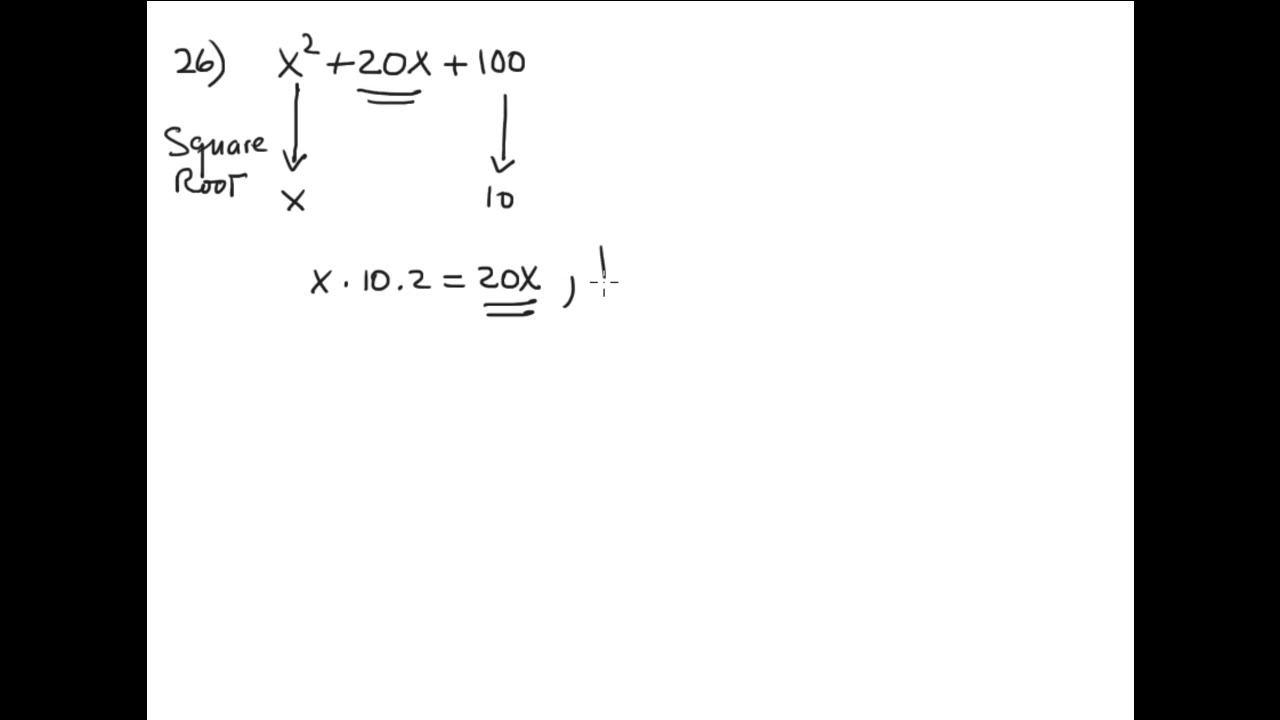 26) x² + 20x + 100
Square
Root
x 10
x · 10 . 2 = 20x ,